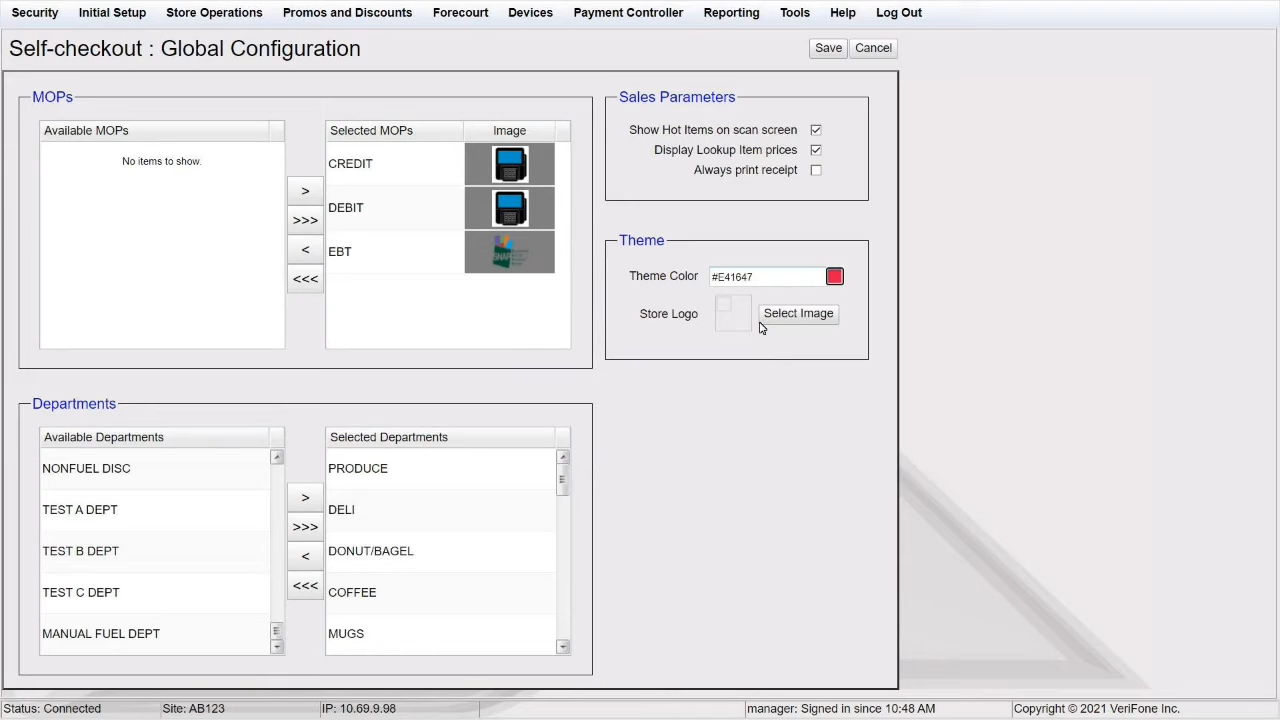 Security Initial Setup Store Operations Promos and Discounts Forecourt Devices Payment Controller Reporting Tools Help Log Out
Self-checkout : Global Configuration Save Cancel
MOPs
Available MOPs
No items to show.
>
>>>
<
<<<
Selected MOPs Image
CREDIT
DEBIT
EBT
SNAP
Sales Parameters
Show Hot Items on scan screen
Display Lookup Item prices
Always print receipt
Theme
Theme Color #E41647
Store Logo Select Image
Departments
Available Departments
NONFUEL DISC
TEST A DEPT
TEST B DEPT
TEST C DEPT
MANUAL FUEL DEPT
>
>>>
<
<<<
Selected Departments
PRODUCE
DELI
DONUT/BAGEL
COFFEE
MUGS
Status: Connected Site: AB123 IP: 10.69.9.98 manager: Signed in since 10:48 AM Copyright © 2021 VeriFone Inc.